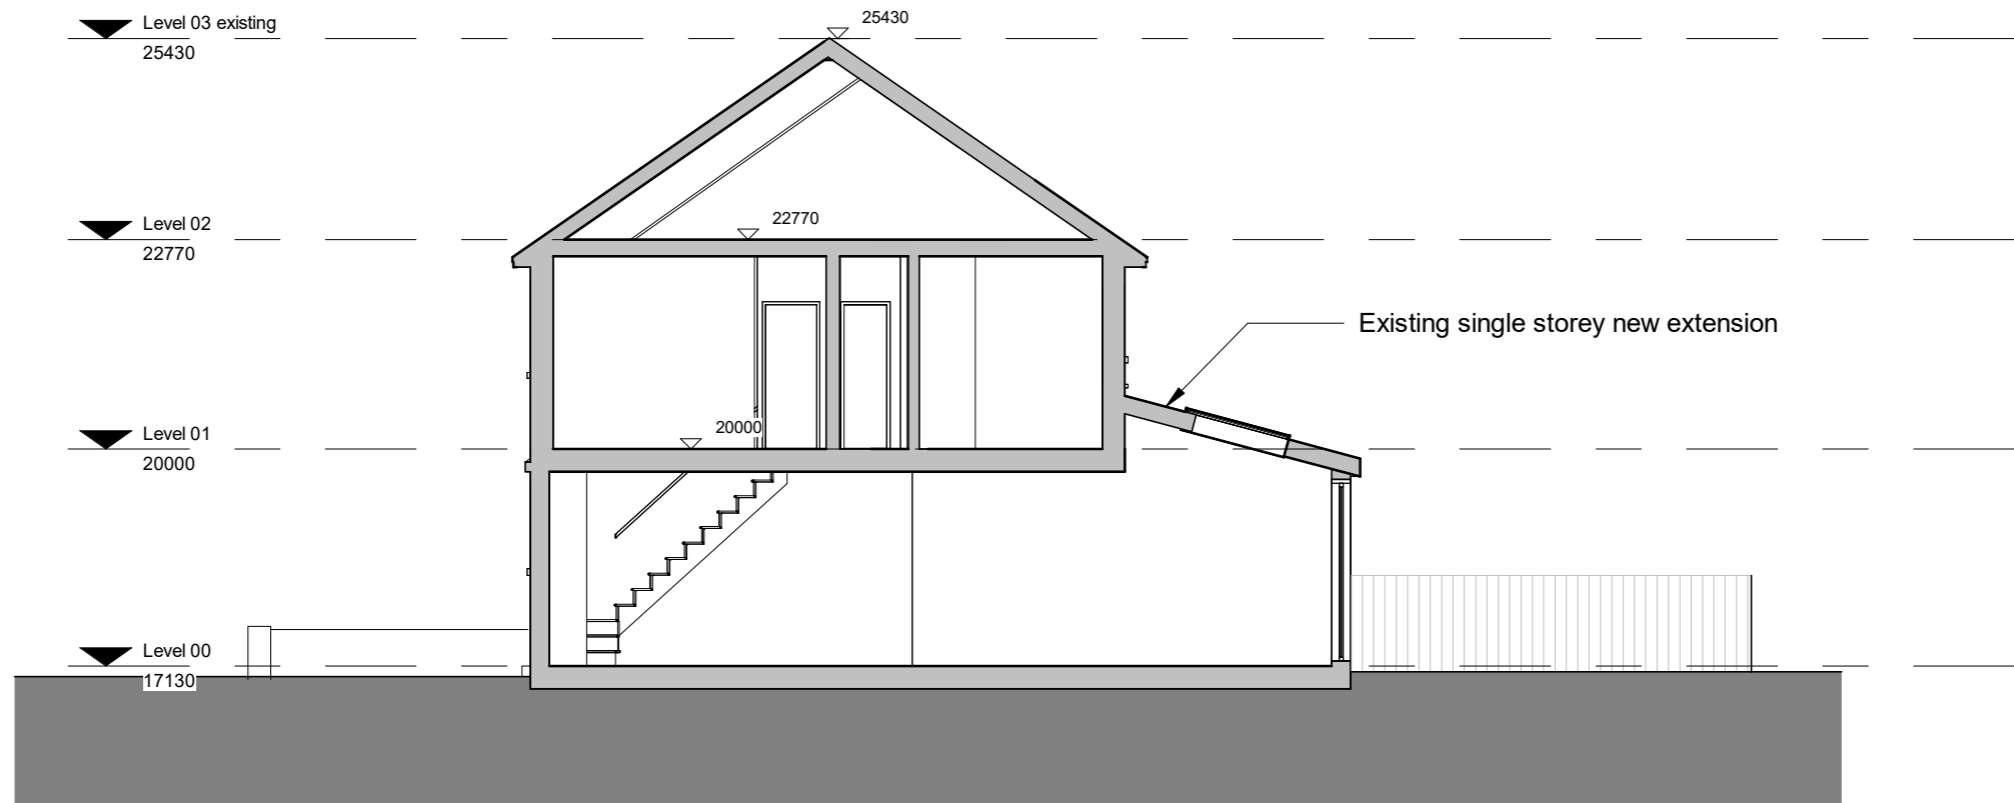 Level 03 existing
25430
25430
Level 02
22770
22770
Existing single storey new extension
Level 01
20000
20000
Level 00
17130